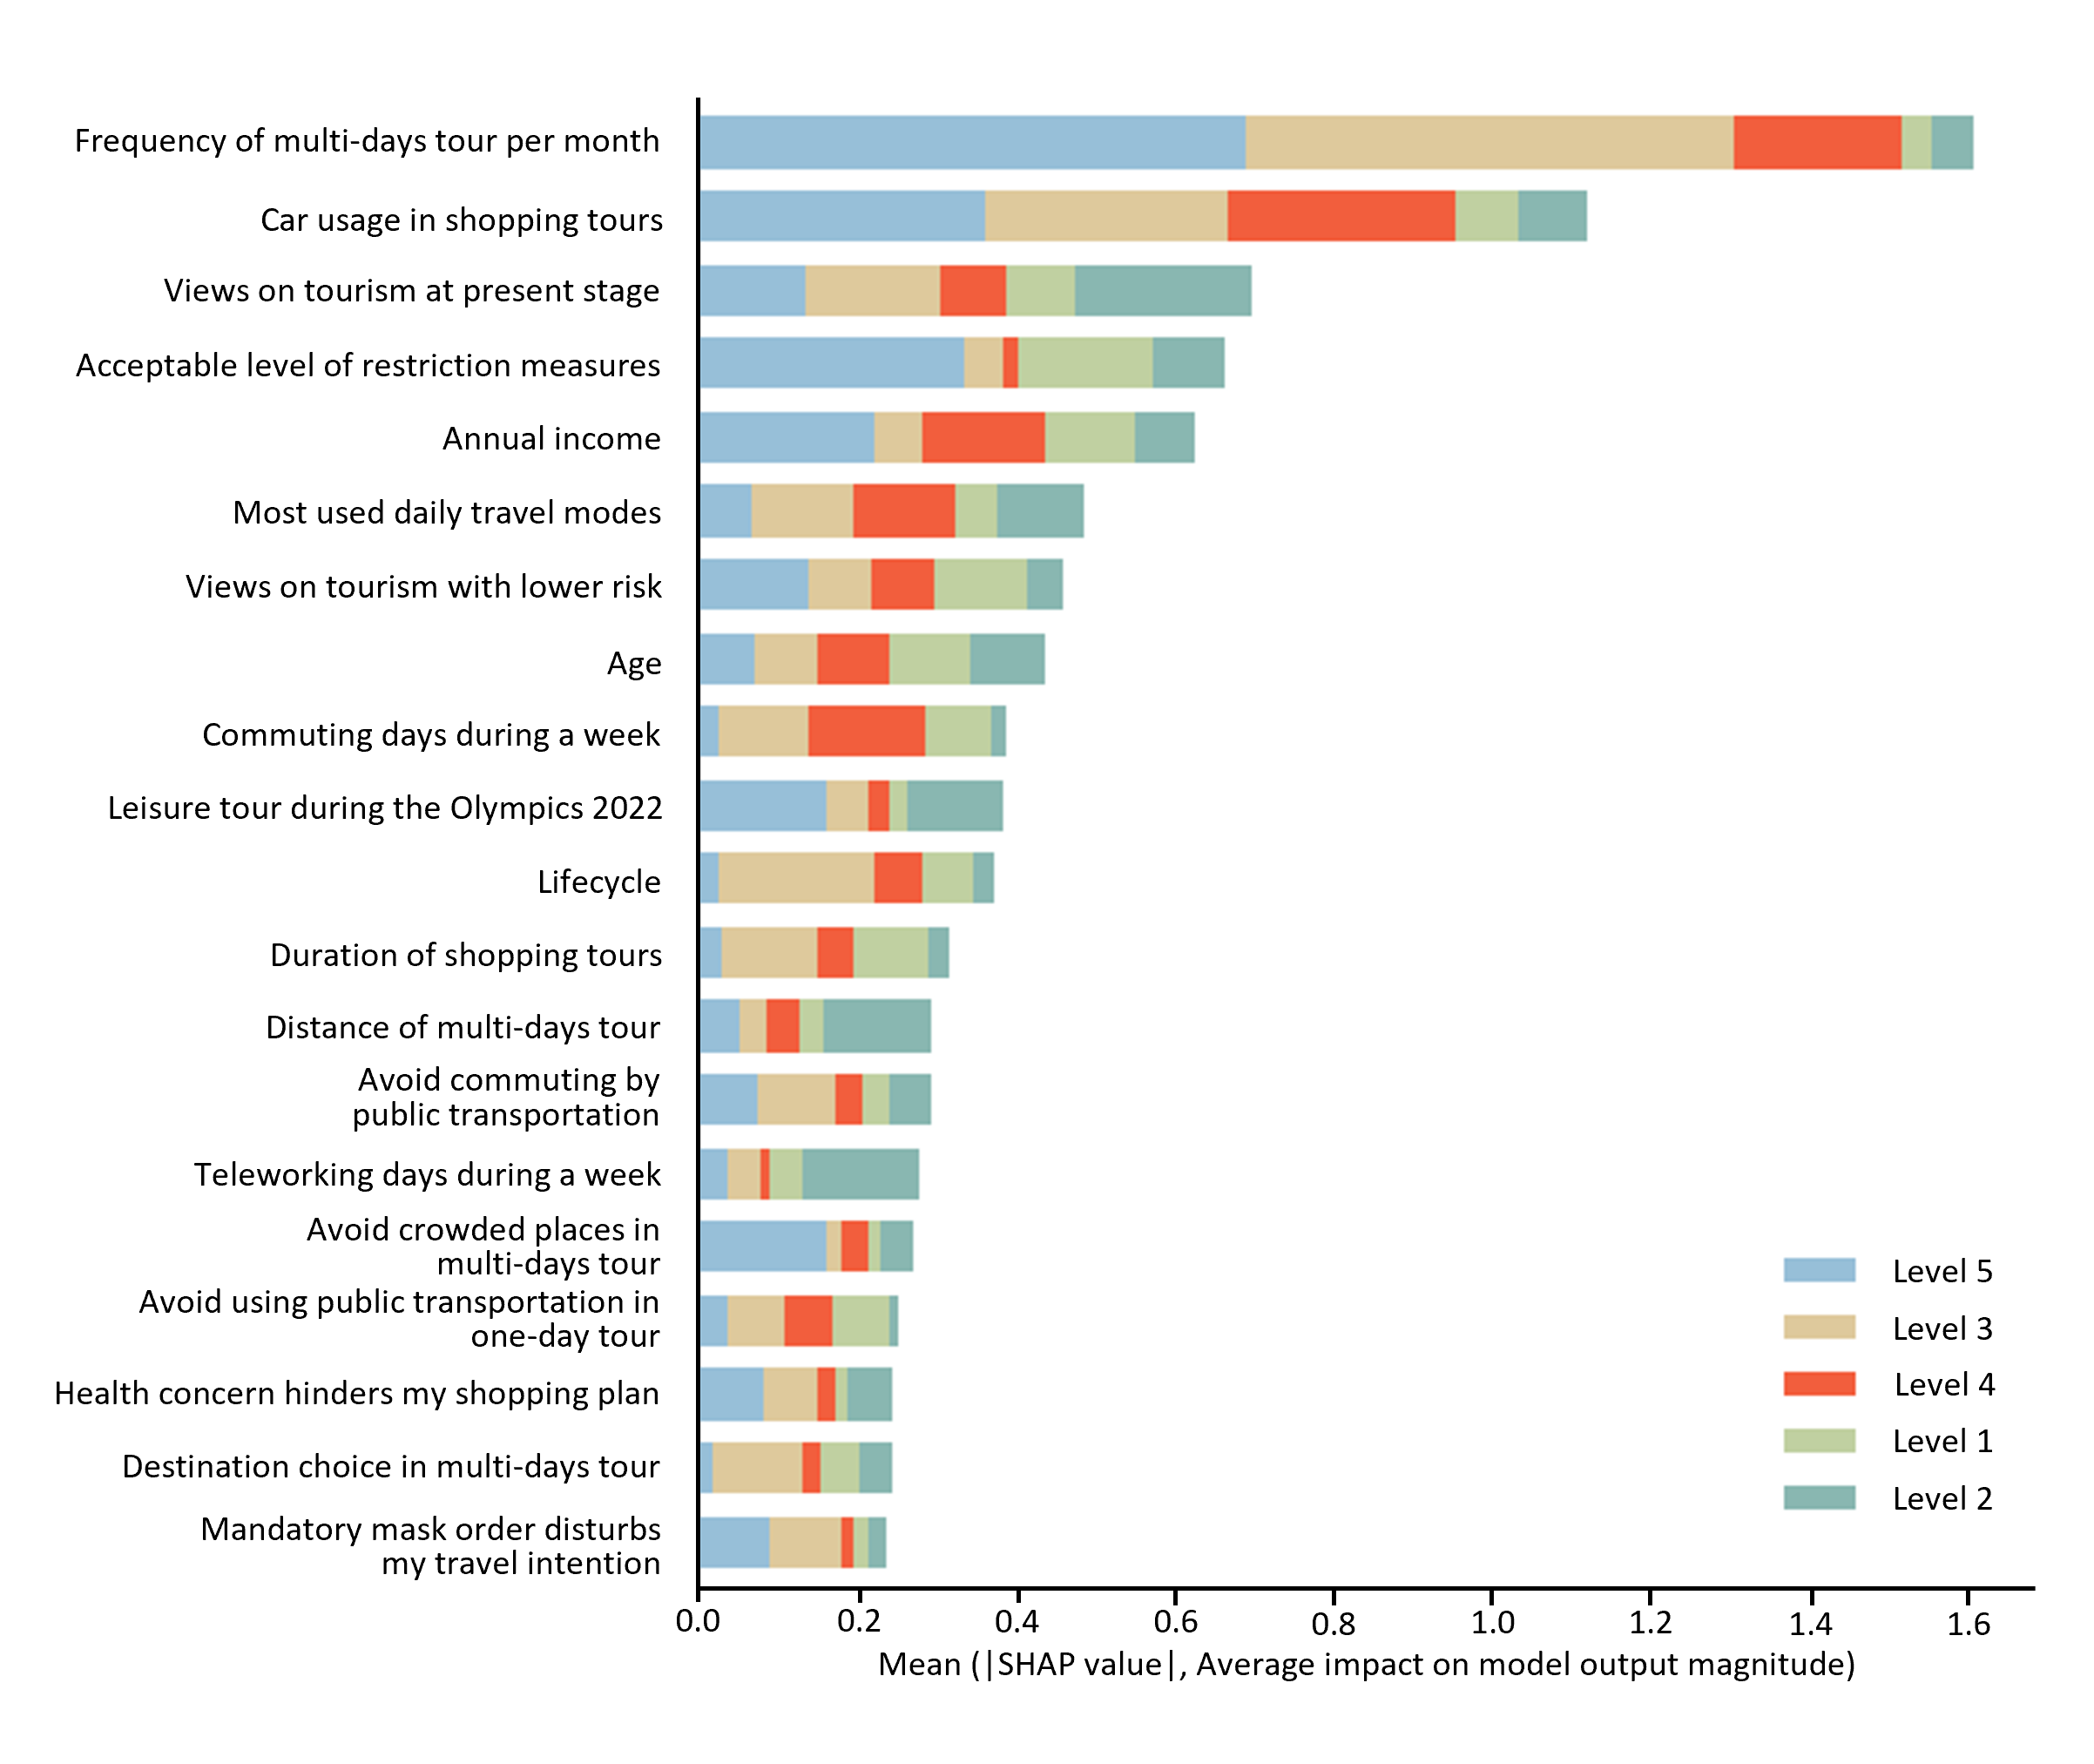 Frequency of multi-days tour per month
Car usage in shopping tours
Views on tourism at present stage
Acceptable level of restriction measures
Annual income
Most used daily travel modes
Views on tourism with lower risk
Age
Commuting days during a week
Leisure tour during the Olympics 2022
Lifecycle
Duration of shopping tours
Distance of multi-days tour
Avoid commuting by
public transportation
Teleworking days during a week
Avoid crowded places in
multi-days tour
Avoid using public transportation in
one-day tour
Health concern hinders my shopping plan
Destination choice in multi-days tour
Mandatory mask order disturbs
my travel intention
Level 5
Level 3
Level 4
Level 1
Level 2
0.0 0.2 0.4 0.6 0.8 1.0 1.2 1.4 1.6
Mean (|SHAP value|, Average impact on model output magnitude)